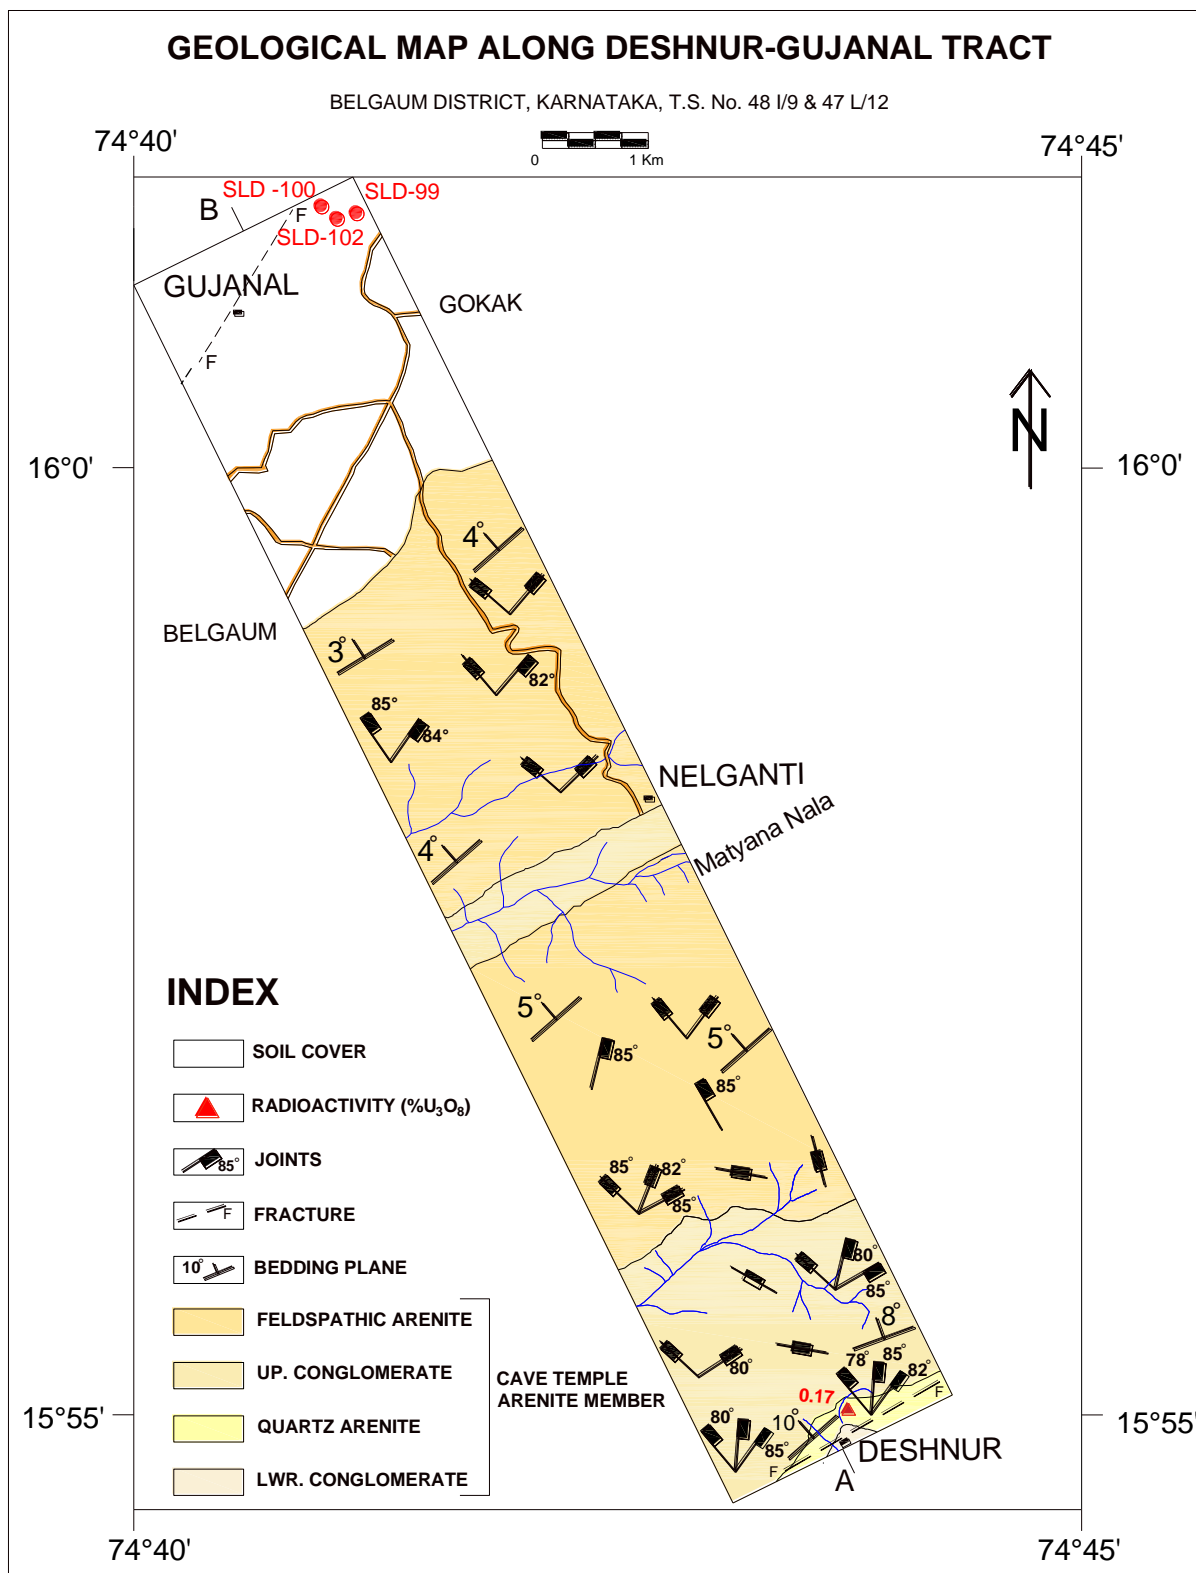 GEOLOGICAL MAP ALONG DESHNUR-GUJANAL TRACT
BELGAUM DISTRICT, KARNATAKA, T.S. No. 48 I/9 & 47 L/12
74°40'
74°45'
0 1 Km
SLD -100
SLD-99
B
F
SLD-102
GUJANAL
GOKAK
F
N
16°0'
16°0'
4°
BELGAUM
3°
82°
85°
84°
NELGANTI
Matyana Nala
4°
5°
5°
85°
85°
85°
82°
85°
80°
85°
8°
78°
85°
82°
80°
0.17
F
10°
80°
85°
F
DESHNUR
A
15°55'
15°55'
INDEX
SOIL COVER
RADIOACTIVITY (%U₃O₈)
85°
JOINTS
F
FRACTURE
10°
BEDDING PLANE
FELDSPATHIC ARENITE
UP. CONGLOMERATE
CAVE TEMPLE
ARENITE MEMBER
QUARTZ ARENITE
LWR. CONGLOMERATE
74°40'
74°45'